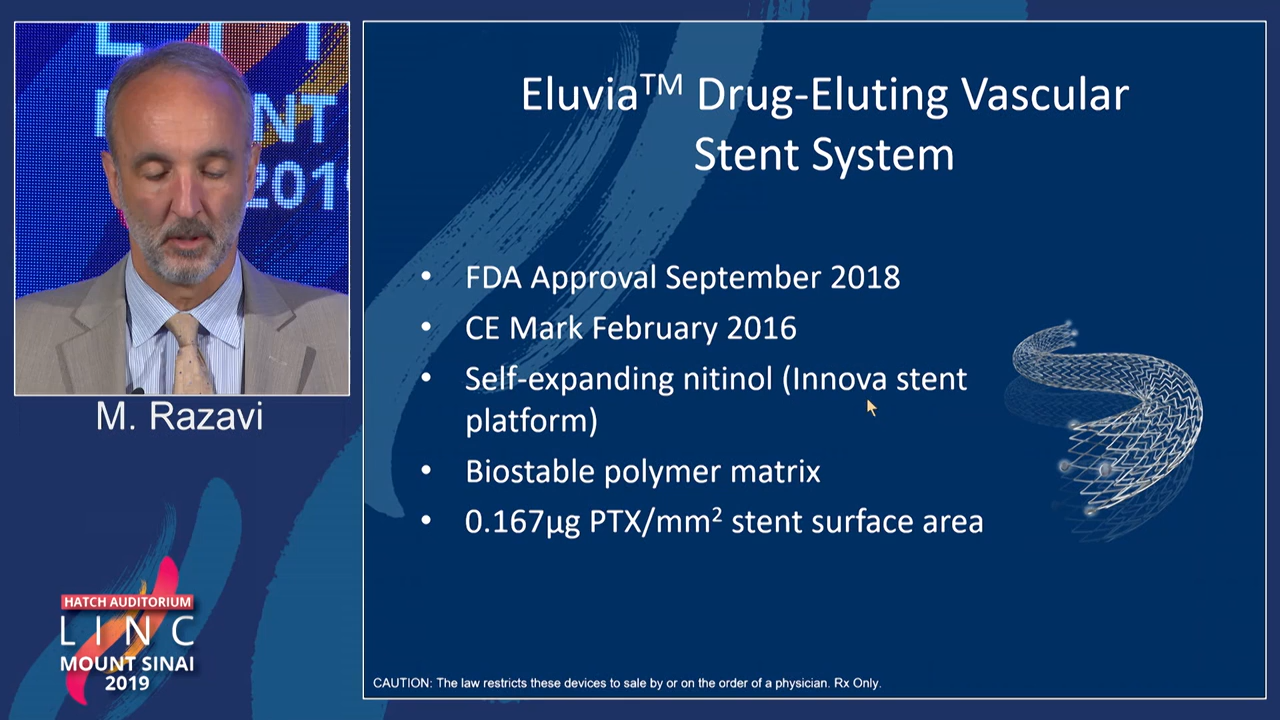 L I
NT
201
M. Razavi
HATCH AUDITORIUM
LINC
MOUNT SINAI
2019
Eluvia™ Drug-Eluting Vascular
Stent System
• FDA Approval September 2018
• CE Mark February 2016
• Self-expanding nitinol (Innova stent
platform)
• Biostable polymer matrix
• 0.167µg PTX/mm² stent surface area
CAUTION: The law restricts these devices to sale by or on the order of a physician. Rx Only.